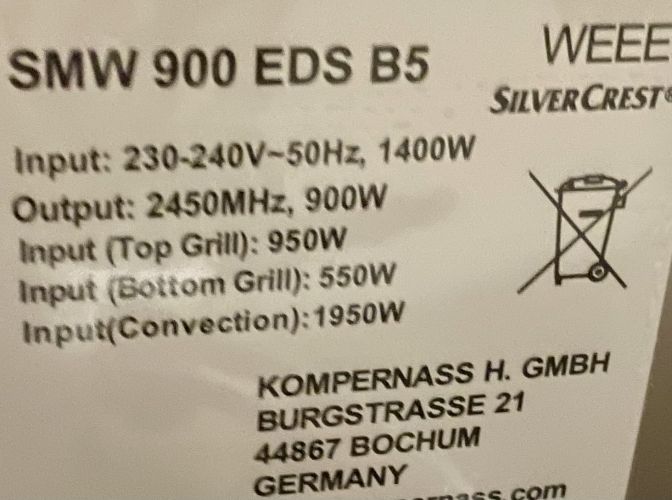 SMW 900 EDS B5
WEEE
SILVERCREST®
Input: 230-240V~50Hz, 1400W
Output: 2450MHz, 900W
Input (Top Grill): 950W
Input (Bottom Grill): 550W
Input(Convection):1950W
KOMPERNASS H. GMBH
BURGSTRASSE 21
44867 BOCHUM
GERMANY